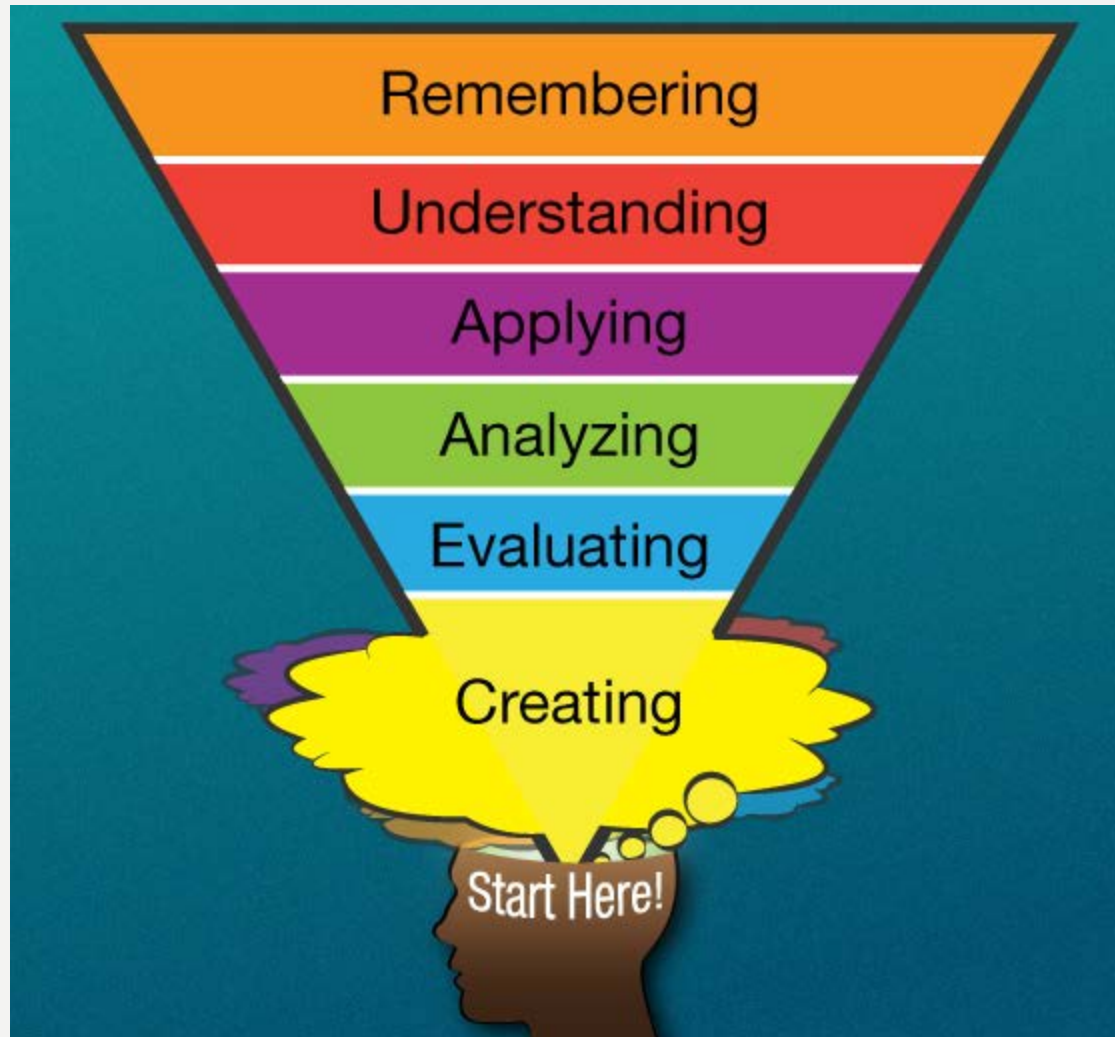 Remembering
Understanding
Applying
Analyzing
Evaluating
Creating
Start Here!